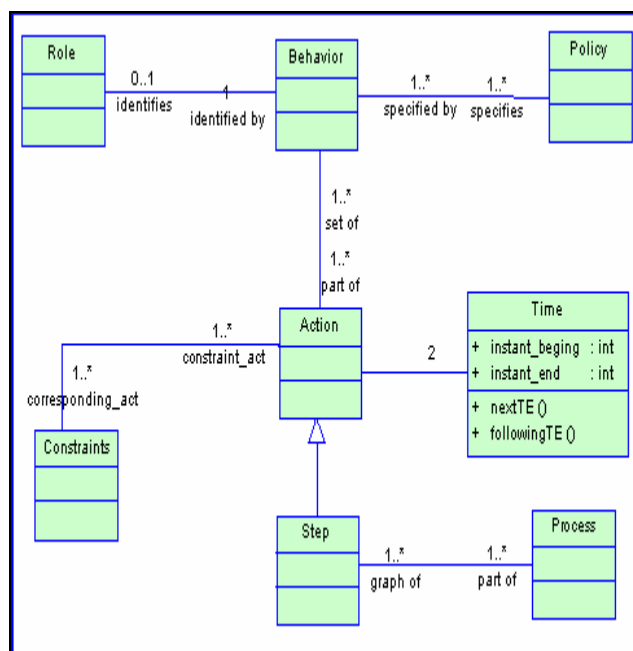 Role
Behavior
Policy
0..1
1
identifies
identified by
1..*
1..*
specified by
specifies
1..*
set of
1..*
part of
Action
Time
+ instant_beging : int
+ instant_end : int
+ nextTE ()
+ followingTE ()
2
1..*
constraint_act
1..*
corresponding_act
Constraints
Step
Process
1..*
1..*
graph of
part of